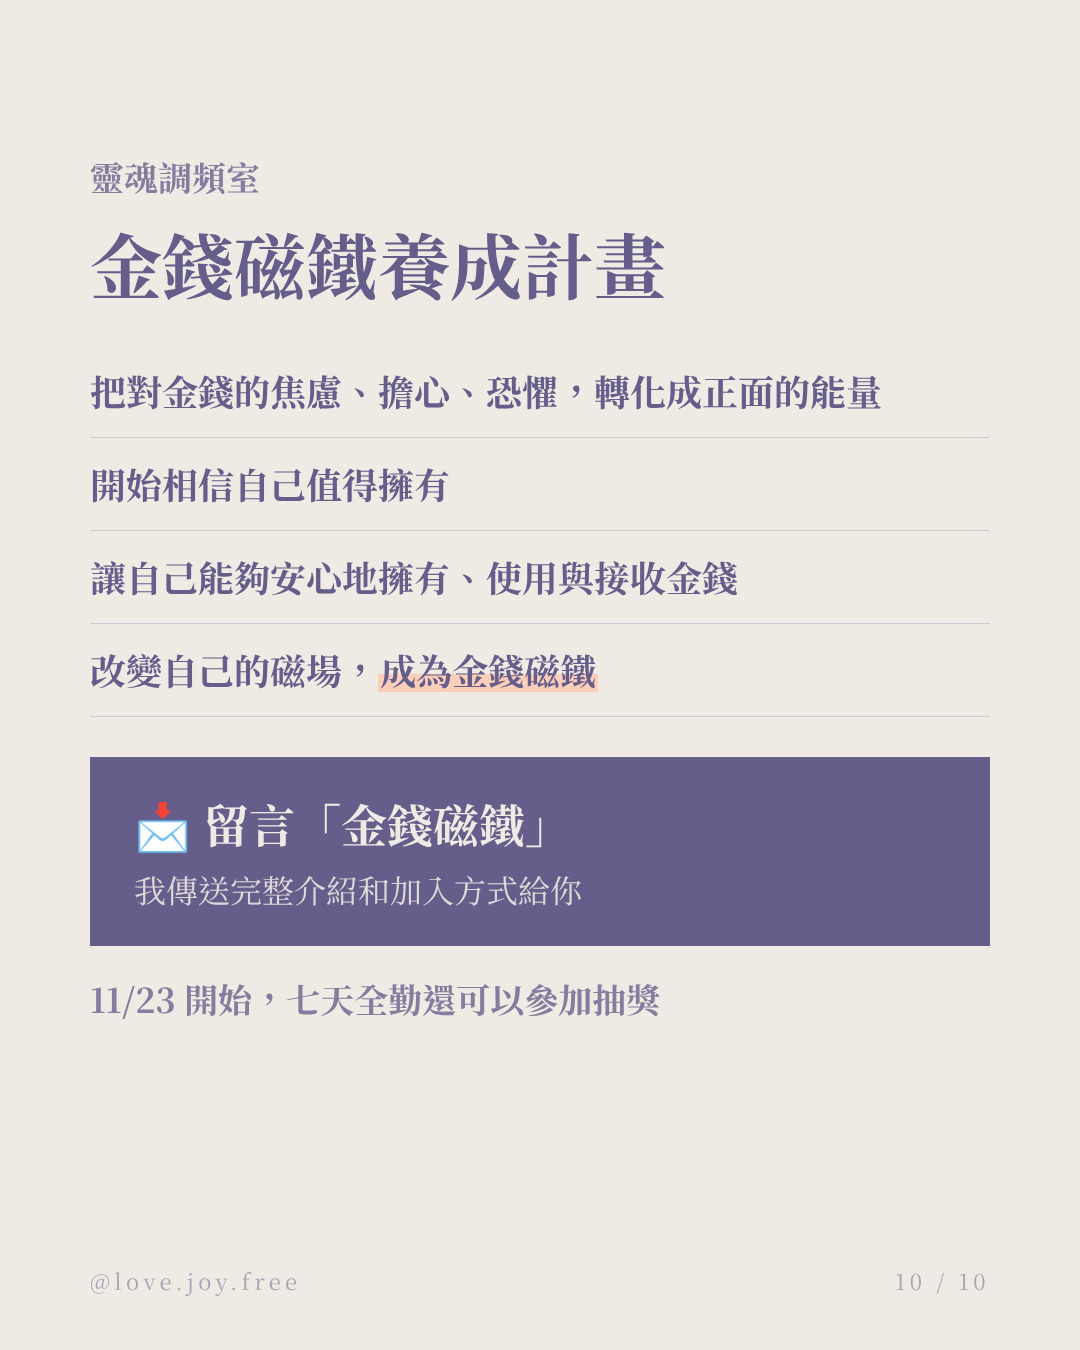 靈魂調頻室
金錢磁鐵養成計畫
把對金錢的焦慮、擔心、恐懼，轉化成正面的能量
開始相信自己值得擁有
讓自己能夠安心地擁有、使用與接收金錢
改變自己的磁場，成為金錢磁鐵
📩 留言「金錢磁鐵」
我傳送完整介紹和加入方式給你
11/23 開始，七天全勤還可以參加抽獎
@love.joy.free
10 / 10